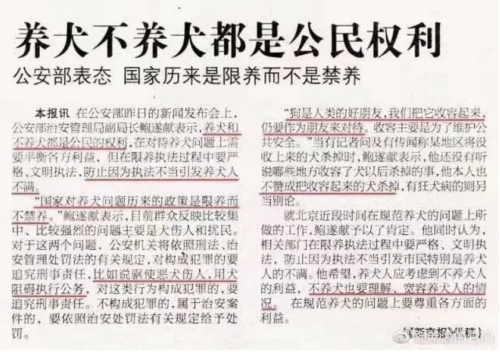 养犬不养犬都是公民权利
公安部表态 国家历来是限养而不是禁养
本报讯 在公安部昨日的新闻发布会上，
公安部治安管理局副局长鲍遂献表示，养犬和
不养犬都是公民的权利，在对待养犬问题上需
要平衡各方利益，但在限养执法过程中要严
格，文明执法，防止因为执法不当引发养犬人
不满。
“国家对养犬问题历来的政策是限养而
不禁养。”鲍遂献表示，目前群众反映比较集
中、比较强烈的问题主要是犬伤人和扰民。
对于这两个问题，公安机关将依照刑法、治
安管理处罚法的有关规定，对构成犯罪的要
追究刑事责任，比如说驱使恶犬伤人，用犬
阻碍执行公务，对这类行为构成犯罪的，要
追究刑事责任。不构成犯罪的，属于治安案
件的，要依照治安处罚法有关规定给予处
罚。
“狗是人类的好朋友，我们把它收容起来，
仍要作为朋友来对待。收容主要是为了维护公
共安全。”当有记者问及有传闻称某地区将没
收上来的犬杀掉时，鲍遂献表示，他还没有听
说哪些地方收容了犬以后杀掉的事，他本人也
不赞成把收容起来的犬杀掉，有狂犬病的则另
当别论。
就北京近段时间在规范养犬的问题上所
做的工作，鲍遂献予以了肯定。他同时认为，相
关部门在限养执法过程中要严格，文明执
法，防止因为执法不当引发市民特别是养犬
人的不满。他希望，养犬人应考虑到不养犬人
的利益，不养犬也要理解、宽容养犬人的情
况。在规范养犬的问题上要尊重各方面的
利益。